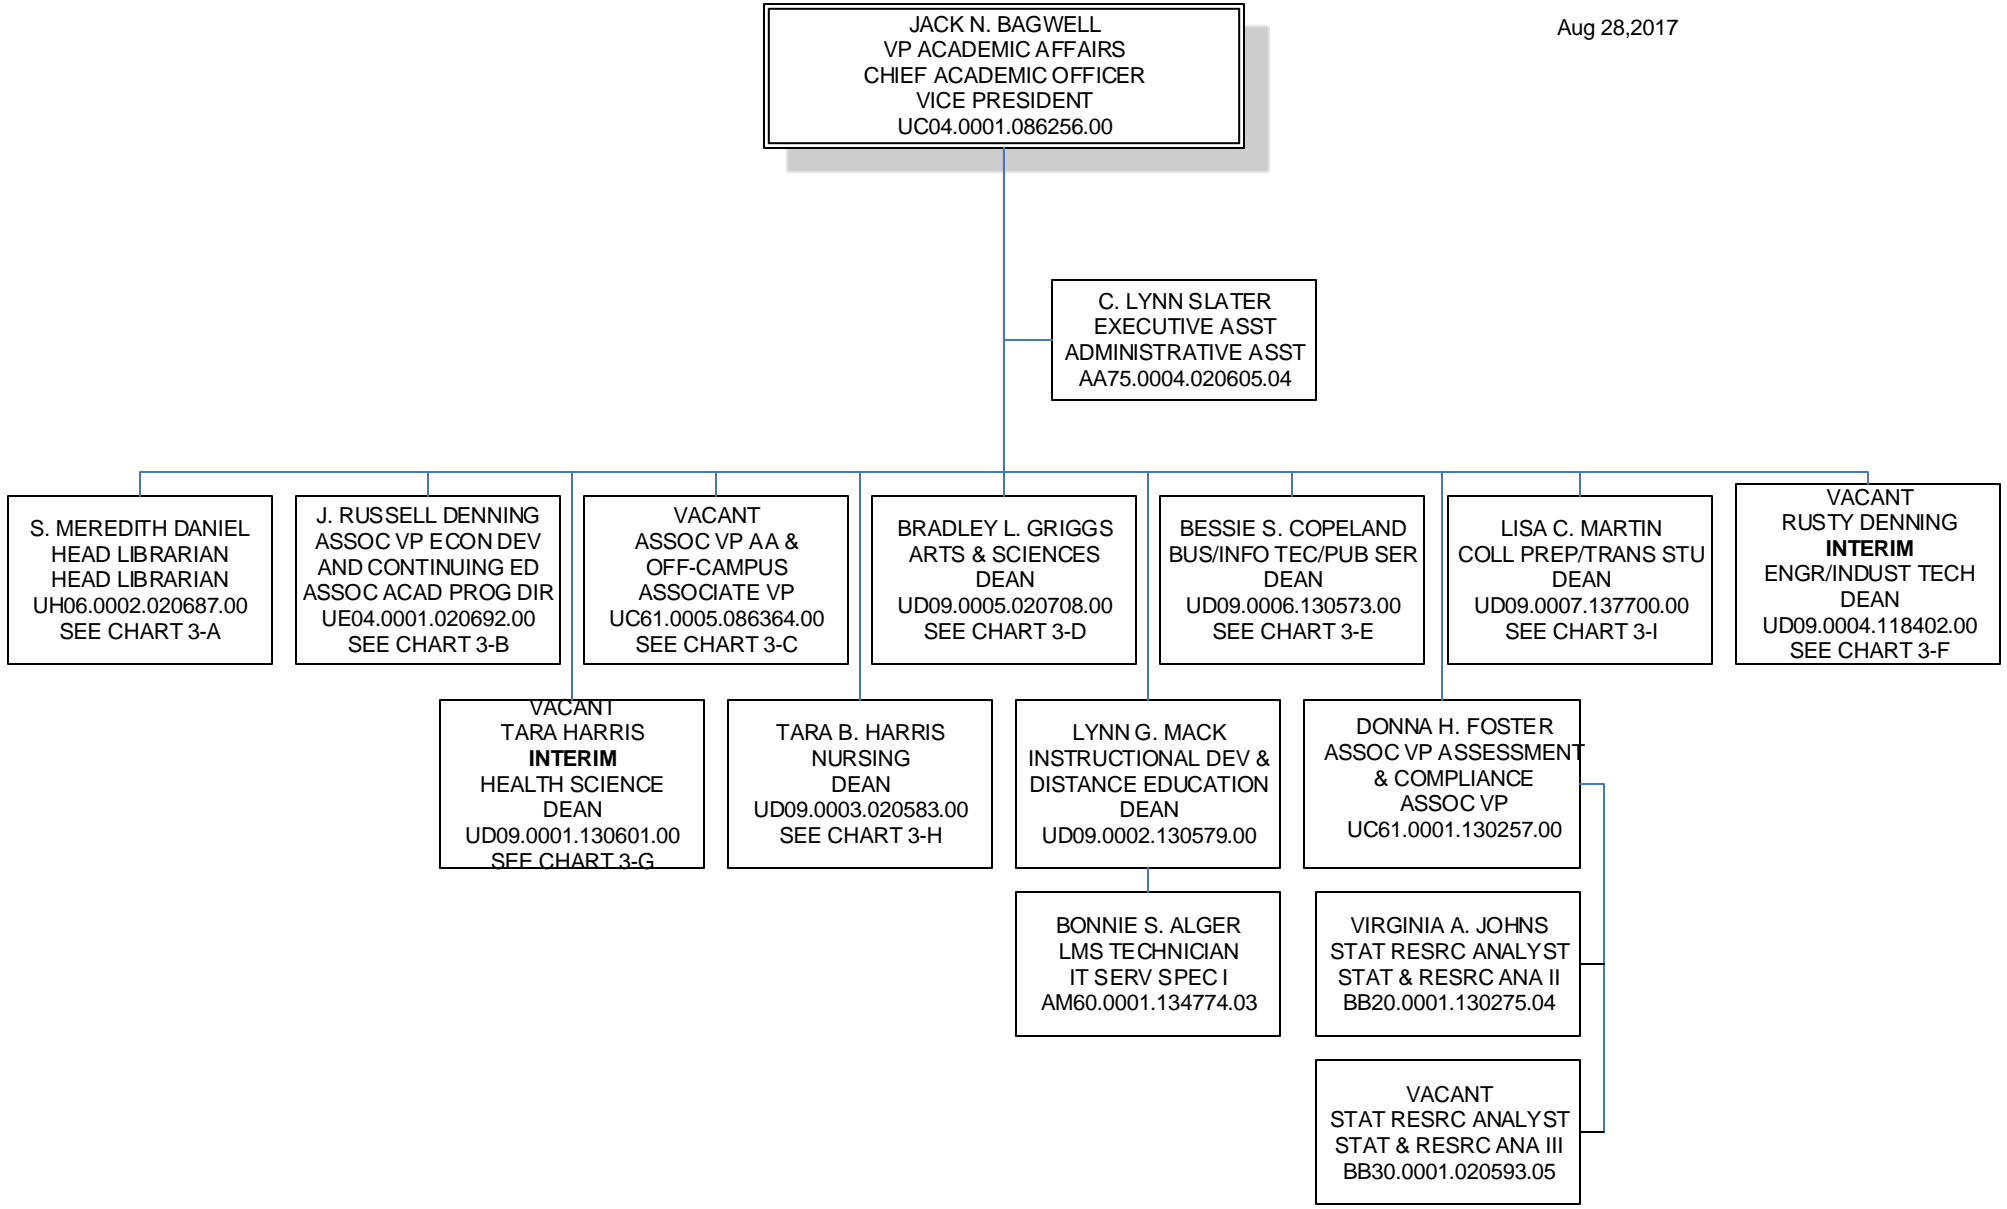 JACK N. BAGWELL
VP ACADEMIC AFFAIRS
CHIEF ACADEMIC OFFICER
VICE PRESIDENT
UC04.0001.086256.00
Aug 28,2017
C. LYNN SLATER
EXECUTIVE ASST
ADMINISTRATIVE ASST
AA75.0004.020605.04
S. MEREDITH DANIEL
HEAD LIBRARIAN
HEAD LIBRARIAN
UH06.0002.020687.00
SEE CHART 3-A
J. RUSSELL DENNING
ASSOC VP ECON DEV
AND CONTINUING ED
ASSOC ACAD PROG DIR
UE04.0001.020692.00
SEE CHART 3-B
VACANT
ASSOC VP AA &
OFF-CAMPUS
ASSOCIATE VP
UC61.0005.086364.00
SEE CHART 3-C
BRADLEY L. GRIGGS
ARTS & SCIENCES
DEAN
UD09.0005.020708.00
SEE CHART 3-D
BESSIE S. COPELAND
BUS/INFO TEC/PUB SER
DEAN
UD09.0006.130573.00
SEE CHART 3-E
LISA C. MARTIN
COLL PREP/TRANS STU
DEAN
UD09.0007.137700.00
SEE CHART 3-I
VACANT
RUSTY DENNING
INTERIM
ENGR/INDUST TECH
DEAN
UD09.0004.118402.00
SEE CHART 3-F
VACANT
TARA HARRIS
INTERIM
HEALTH SCIENCE
DEAN
UD09.0001.130601.00
SEE CHART 3-G
TARA B. HARRIS
NURSING
DEAN
UD09.0003.020583.00
SEE CHART 3-H
LYNN G. MACK
INSTRUCTIONAL DEV &
DISTANCE EDUCATION
DEAN
UD09.0002.130579.00
DONNA H. FOSTER
ASSOC VP ASSESSMENT
& COMPLIANCE
ASSOC VP
UC61.0001.130257.00
BONNIE S. ALGER
LMS TECHNICIAN
IT SERV SPEC I
AM60.0001.134774.03
VIRGINIA A. JOHNS
STAT RESRC ANALYST
STAT & RESRC ANA II
BB20.0001.130275.04
VACANT
STAT RESRC ANALYST
STAT & RESRC ANA III
BB30.0001.020593.05